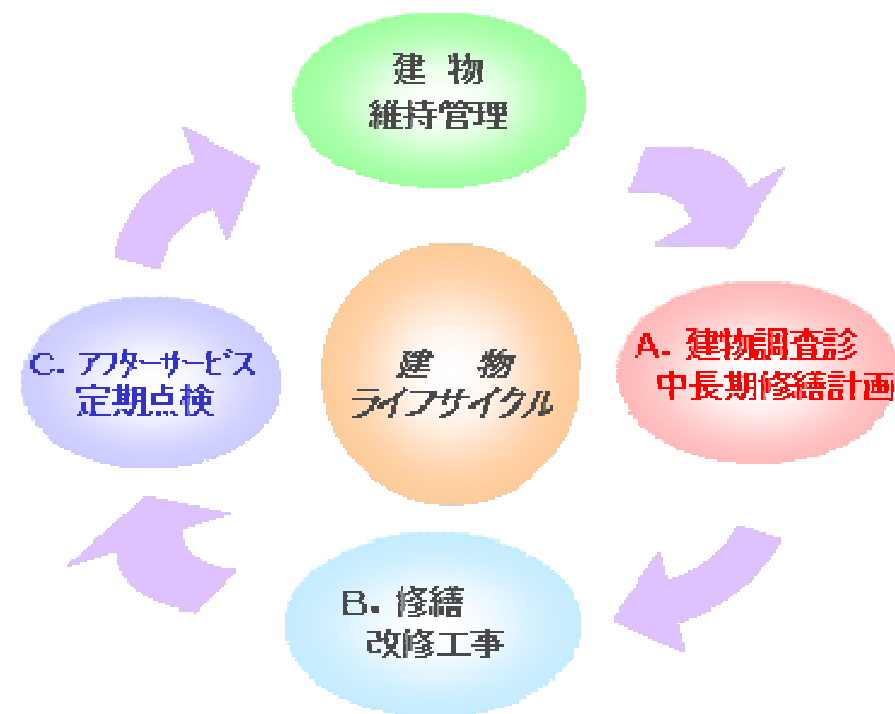 建 物
維持管理
A. 建物調査診
中長期修繕計画
建 物
ライフサイクル
C. アフターサービス
定期点検
B. 修繕
改修工事